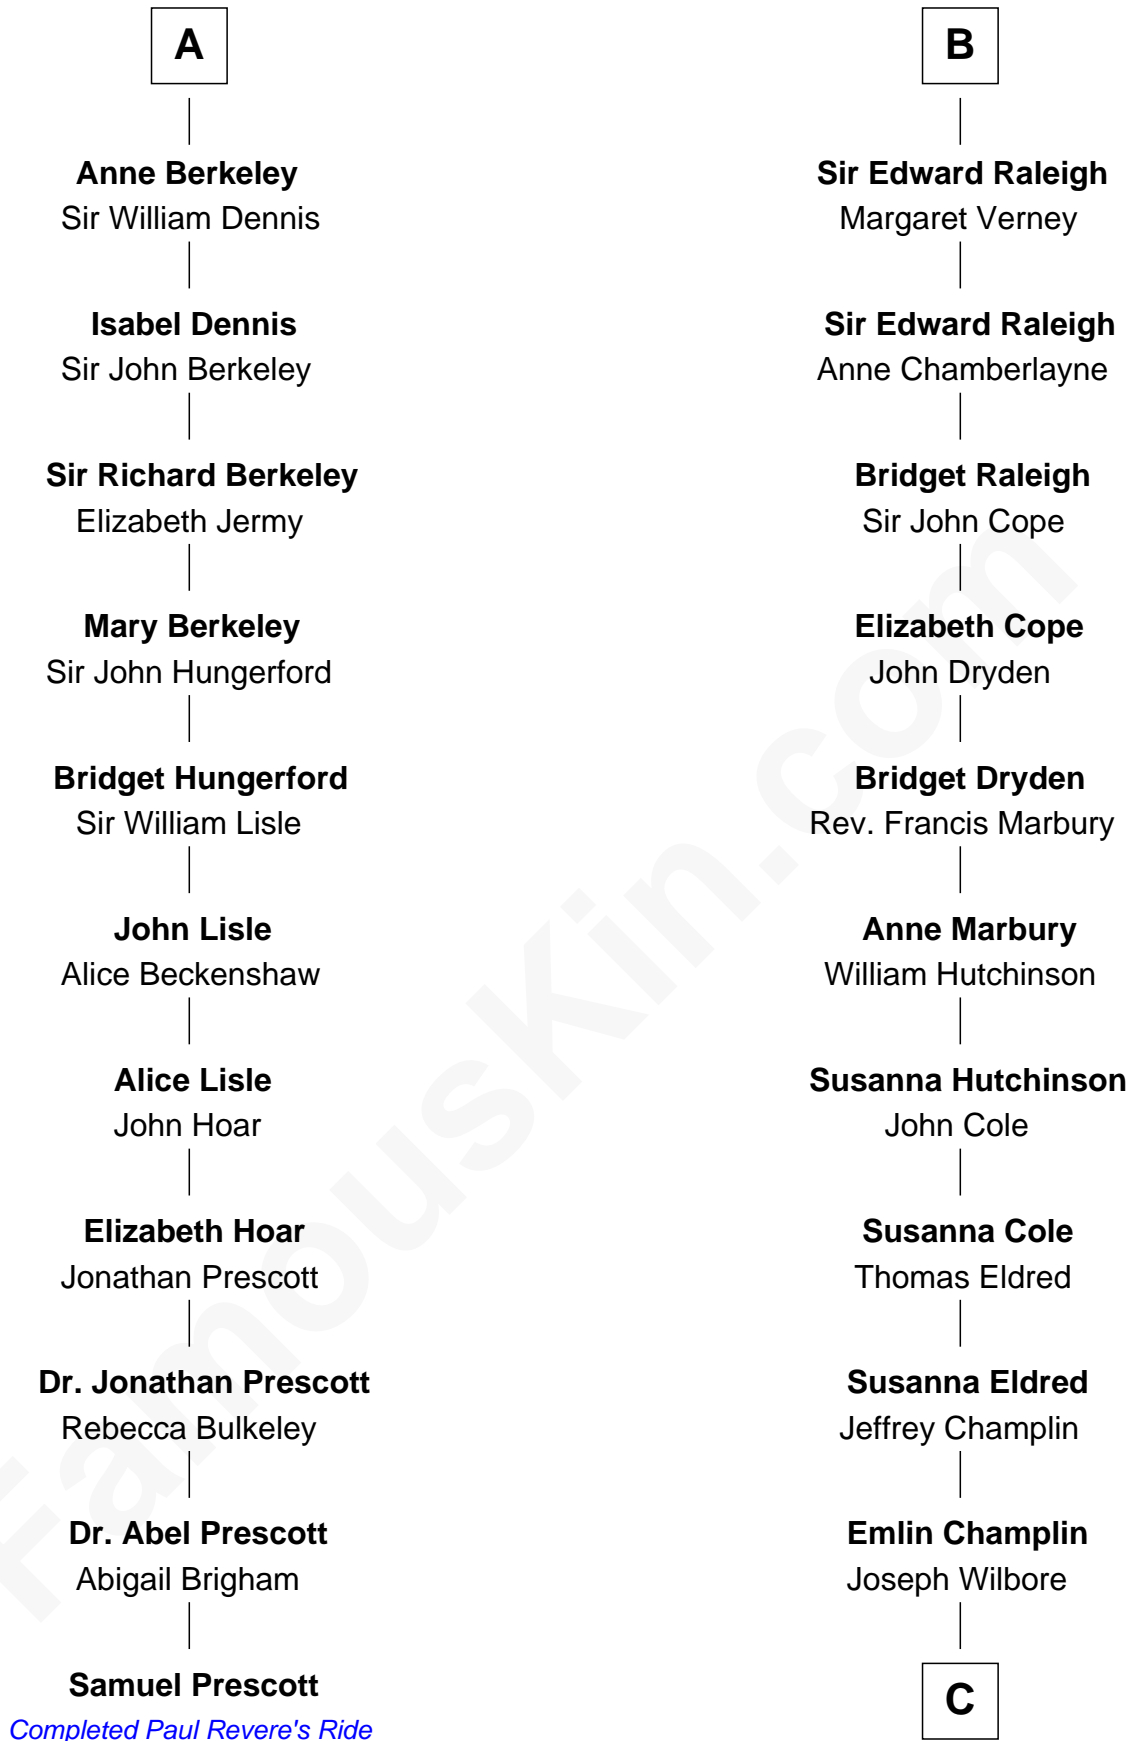 A
Anne Berkeley
Sir William Dennis
Isabel Dennis
Sir John Berkeley
Sir Richard Berkeley
Elizabeth Jermy
Mary Berkeley
Sir John Hungerford
Bridget Hungerford
Sir William Lisle
John Lisle
Alice Beckenshaw
Alice Lisle
John Hoar
Elizabeth Hoar
Jonathan Prescott
Dr. Jonathan Prescott
Rebecca Bulkeley
Dr. Abel Prescott
Abigail Brigham
Samuel Prescott
Completed Paul Revere's Ride
B
Sir Edward Raleigh
Margaret Verney
Sir Edward Raleigh
Anne Chamberlayne
Bridget Raleigh
Sir John Cope
Elizabeth Cope
John Dryden
Bridget Dryden
Rev. Francis Marbury
Anne Marbury
William Hutchinson
Susanna Hutchinson
John Cole
Susanna Cole
Thomas Eldred
Susanna Eldred
Jeffrey Champlin
Emlin Champlin
Joseph Wilbore
C
FamousKin.com